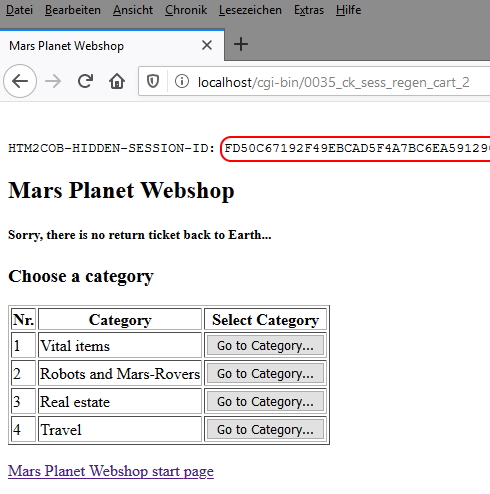 Datei Bearbeiten Ansicht Chronik Lesezeichen Extras Hilfe
Mars Planet Webshop
localhost/cgi-bin/0035_ck_sess_regen_cart_2
HTM2COB-HIDDEN-SESSION-ID: FD50C67192F49EBCAD5F4A7BC6EA59129
Mars Planet Webshop
Sorry, there is no return ticket back to Earth...
Choose a category
Nr. Category Select Category
1 Vital items Go to Category...
2 Robots and Mars-Rovers Go to Category...
3 Real estate Go to Category...
4 Travel Go to Category...
Mars Planet Webshop start page